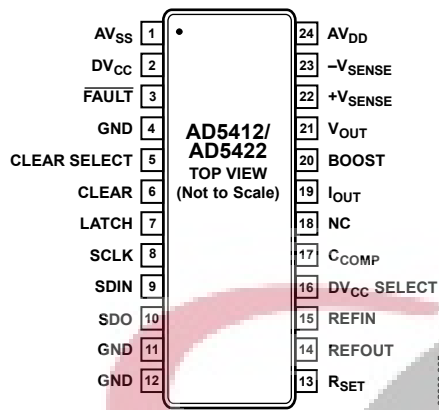 AVSS 1
DVCC 2
FAULT 3
GND 4
CLEAR SELECT 5
CLEAR 6
LATCH 7
SCLK 8
SDIN 9
SDO 10
GND 11
GND 12
AD5412/
AD5422
TOP VIEW
(Not to Scale)
24 AVDD
23 –VSENSE
22 +VSENSE
21 VOUT
20 BOOST
19 IOUT
18 NC
17 CCOMP
16 DVCC SELECT
15 REFIN
14 REFOUT
13 RSET